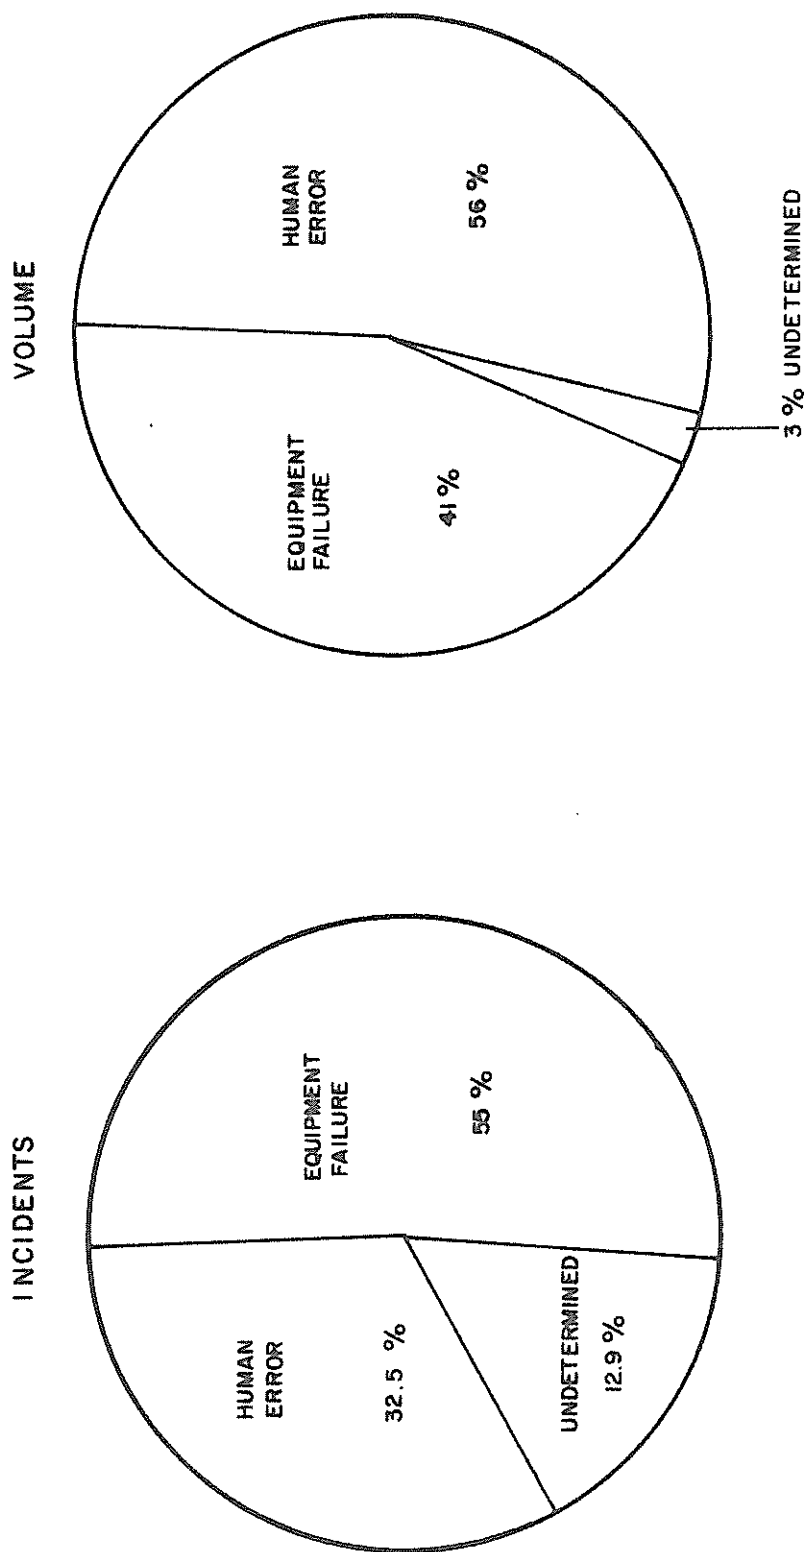 INCIDENTS
HUMAN
ERROR
32.5 %
EQUIPMENT
FAILURE
55 %
UNDETERMINED
12.9 %
VOLUME
EQUIPMENT
FAILURE
41 %
HUMAN
ERROR
56 %
3 % UNDETERMINED